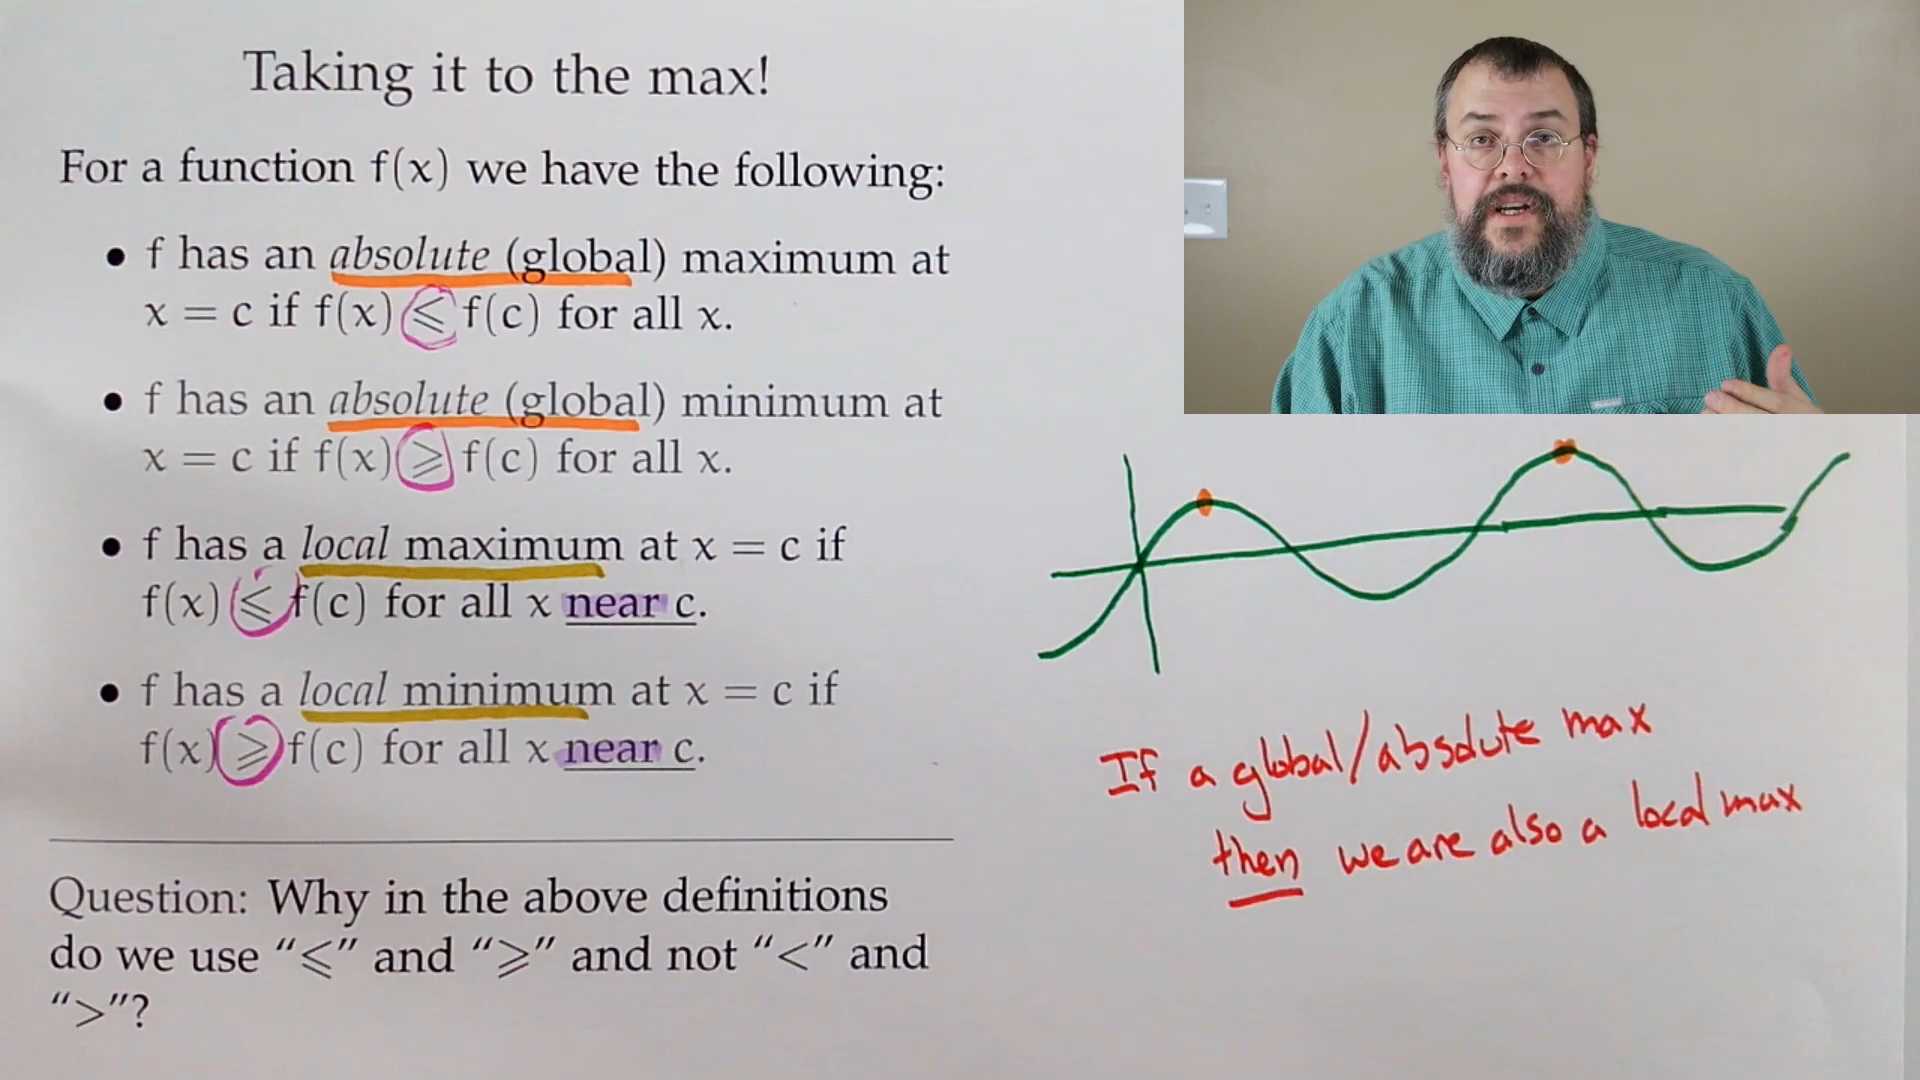 Taking it to the max!
For a function f(x) we have the following:
• f has an absolute (global) maximum at
x = c if f(x) ⩽ f(c) for all x.
• f has an absolute (global) minimum at
x = c if f(x) ⩾ f(c) for all x.
• f has a local maximum at x = c if
f(x) ⩽ f(c) for all x near c.
• f has a local minimum at x = c if
f(x) ⩾ f(c) for all x near c.
Question: Why in the above definitions
do we use “⩽” and “⩾” and not “<” and
“>”?
If a global/absolute max
then we are also a local max